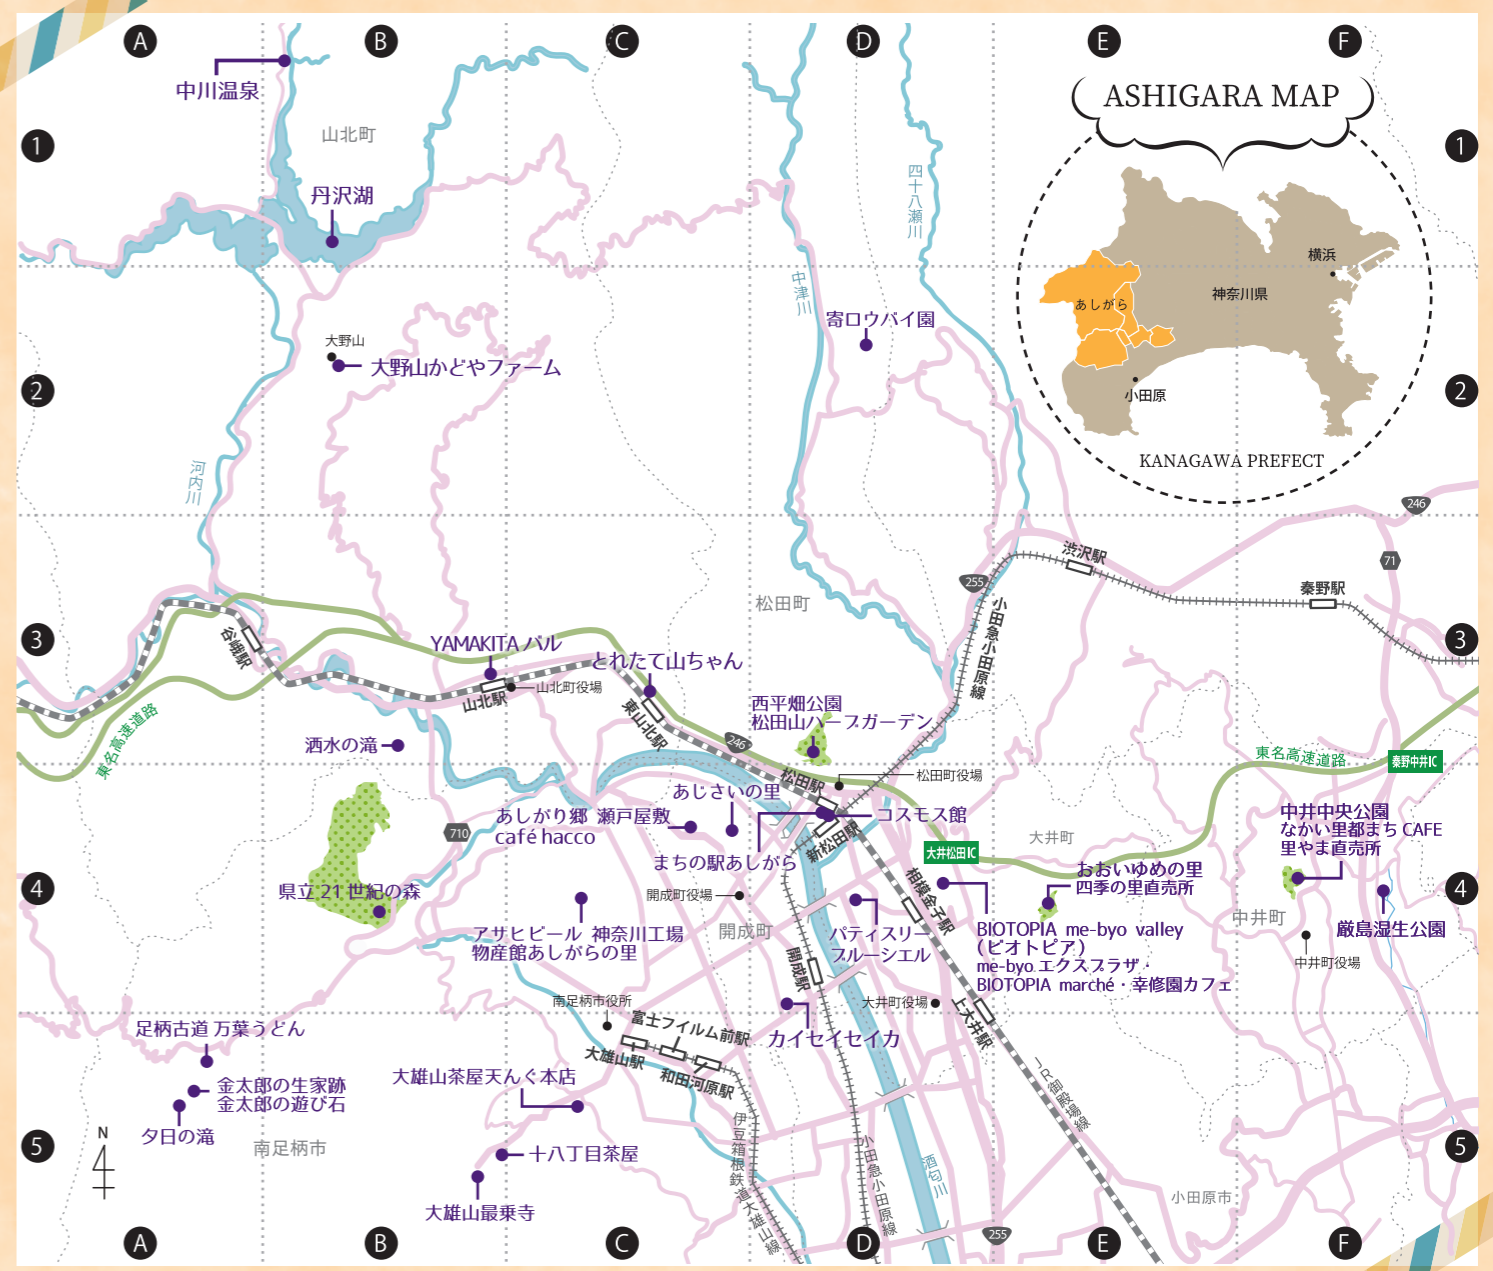 A
B
C
D
E
F
中川温泉
ASHIGARA MAP
山北町
1
1
四十八瀬川
丹沢湖
横浜
中津川
神奈川県
あしがら
寄ロウバイ園
大野山
大野山かどやファーム
2
2
小田原
KANAGAWA PREFECT
河内川
246
渋沢駅
71
255
秦野駅
松田町
小田急小田原線
3
3
谷峨駅
YAMAKITA バル
とれたて山ちゃん
山北駅
山北町役場
東山北駅
西平畑公園
松田山ハーブガーデン
東名高速道路
洒水の滝
246
東名高速道路
秦野中井IC
松田駅
松田町役場
あじさいの里
あしがり郷 瀬戸屋敷
café hacco
コスモス館
710
中井中央公園
なかい里都まち CAFE
里やま直売所
大井町
新松田駅
まちの駅あしがら
大井松田IC
おおいゆめの里
四季の里直売所
4
4
県立 21 世紀の森
開成町役場
相模金子駅
アサヒビール 神奈川工場
物産館あしがらの里
開成町
パティスリー
ブルーシエル
BIOTOPIA me-byo valley
(ビオトピア)
me-byo エクスプラザ・
BIOTOPIA marché・幸修園カフェ
中井町
厳島湿生公園
中井町役場
開成駅
南足柄市役所
大井町役場
上大井駅
足柄古道 万葉うどん
富士フイルム前駅
カイセイセイカ
大雄山駅
和田河原駅
JR御殿場線
大雄山茶屋天んぐ本店
金太郎の生家跡
金太郎の遊び石
夕日の滝
N
5
5
南足柄市
十八丁目茶屋
伊豆箱根鉄道大雄山線
小田急小田原線
酒匂川
小田原市
大雄山最乗寺
255
A
B
C
D
E
F